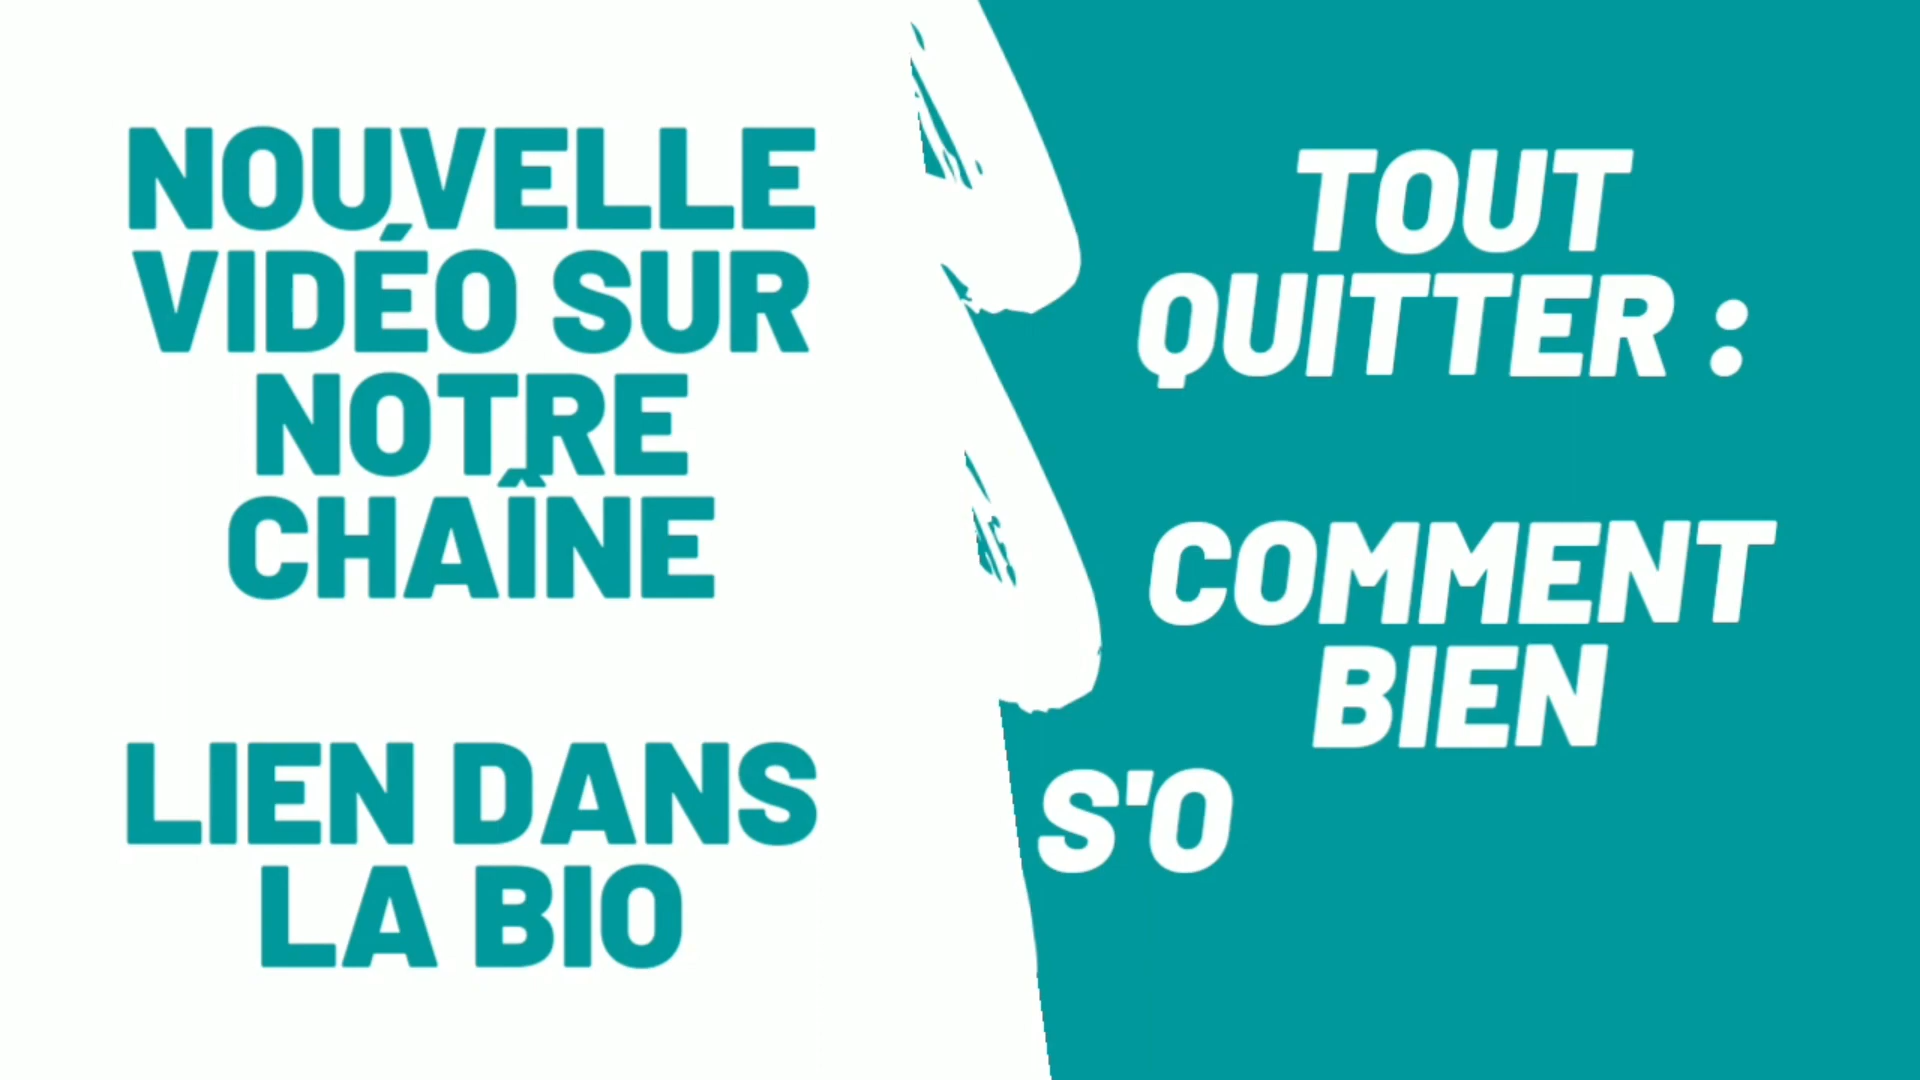 NOUVELLE
VIDÉO SUR
NOTRE
CHAÎNE
LIEN DANS
LA BIO
TOUT
QUITTER :
COMMENT
BIEN
S'O